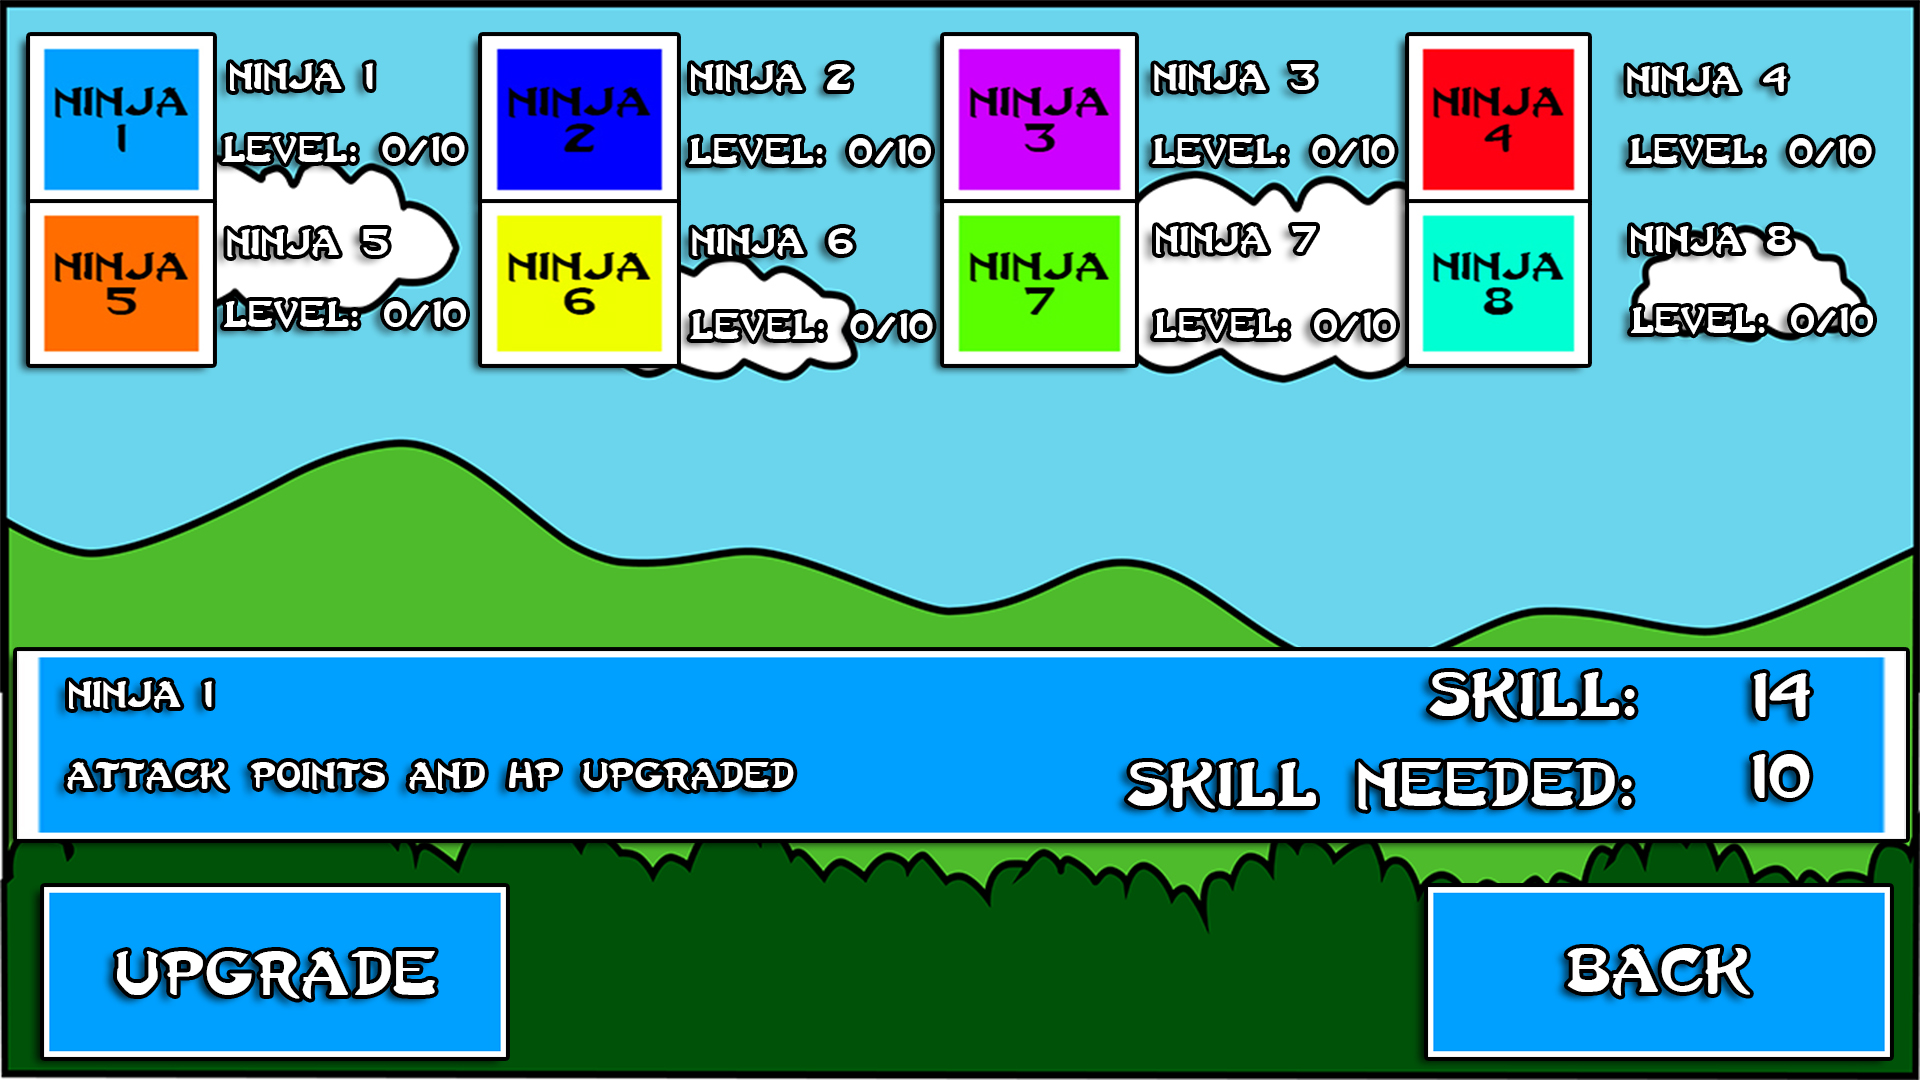 NINJA 1
NINJA 1
LEVEL: 0/10
NINJA 2
NINJA 2
LEVEL: 0/10
NINJA 3
NINJA 3
LEVEL: 0/10
NINJA 4
NINJA 4
LEVEL: 0/10
NINJA 5
NINJA 5
LEVEL: 0/10
NINJA 6
NINJA 6
LEVEL: 0/10
NINJA 7
NINJA 7
LEVEL: 0/10
NINJA 8
NINJA 8
LEVEL: 0/10
NINJA 1
ATTACK POINTS AND HP UPGRADED
SKILL: 14
SKILL NEEDED: 10
UPGRADE
BACK